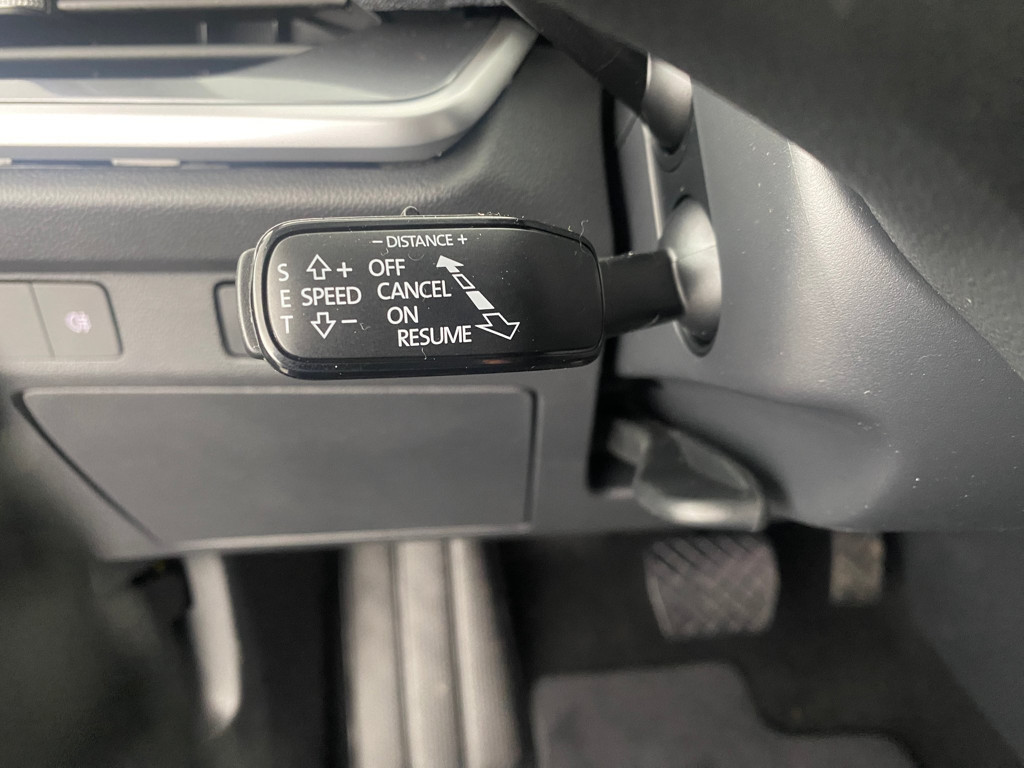 − DISTANCE +
S + OFF
E SPEED CANCEL
T − ON
RESUME